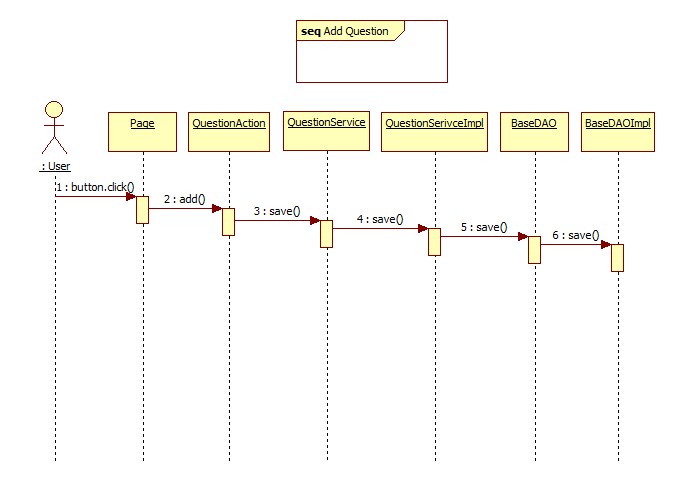 seq Add Question
: User
Page
QuestionAction
QuestionService
QuestionSerivceImpl
BaseDAO
BaseDAOImpl
1 : button.click()
2 : add()
3 : save()
4 : save()
5 : save()
6 : save()